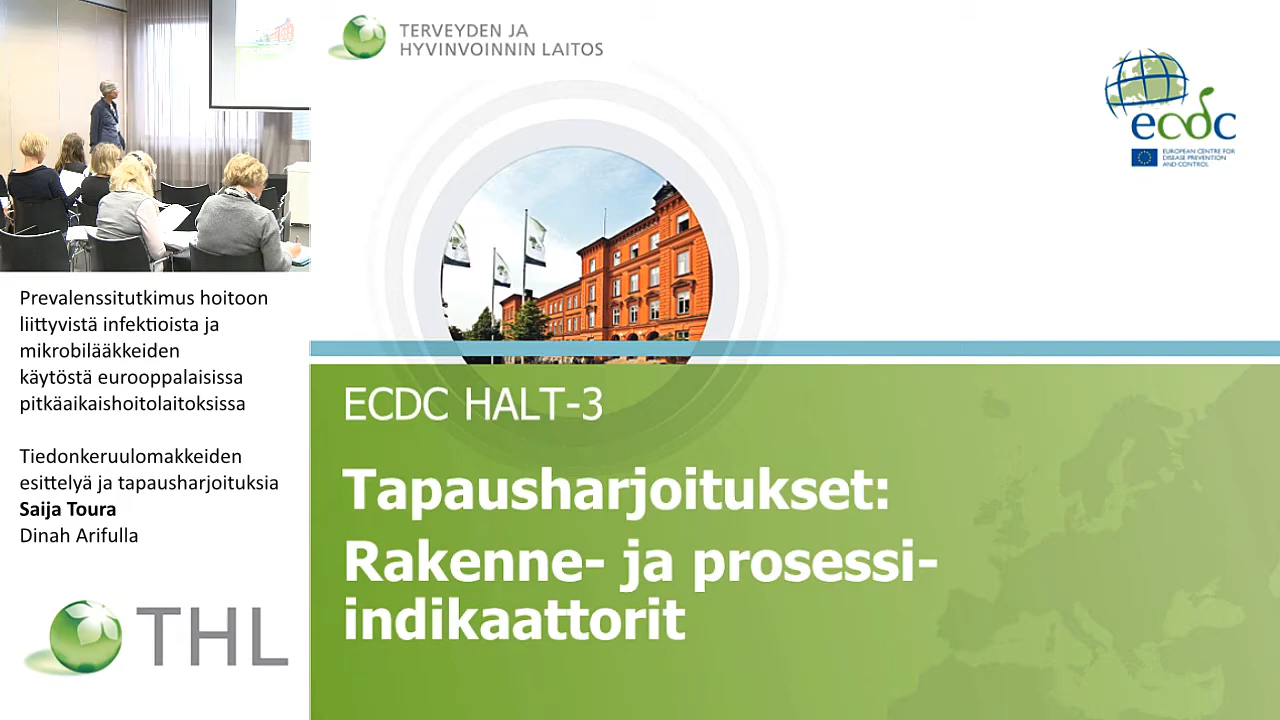 Prevalenssitutkimus hoitoon
liittyvistä infektioista ja
mikrobilääkkeiden
käytöstä eurooppalaisissa
pitkäaikaishoitolaitoksissa
Tiedonkeruulomakkeiden
esittelyä ja tapausharjoituksia
Saija Toura
Dinah Arifulla
THL
TERVEYDEN JA
HYVINVOINNIN LAITOS
ecdc
EUROPEAN CENTRE FOR
DISEASE PREVENTION
AND CONTROL
ECDC HALT-3
Tapausharjoitukset:
Rakenne- ja prosessi-
indikaattorit